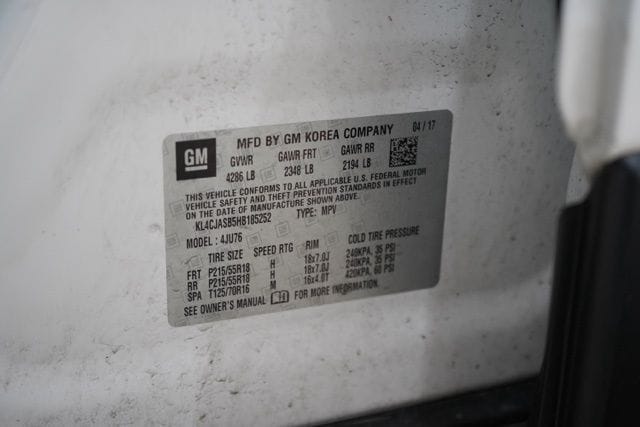 GM
MFD BY GM KOREA COMPANY 04 / 17
GVWR GAWR FRT GAWR RR
4286 LB 2348 LB 2194 LB
THIS VEHICLE CONFORMS TO ALL APPLICABLE U.S. FEDERAL MOTOR
VEHICLE SAFETY AND THEFT PREVENTION STANDARDS IN EFFECT
ON THE DATE OF MANUFACTURE SHOWN ABOVE.
KL4CJASB5HB185252 TYPE: MPV
MODEL : 4JU76
TIRE SIZE SPEED RTG RIM COLD TIRE PRESSURE
FRT P215/55R18 H 18x7.0J 240KPA, 35 PSI
RR P215/55R18 H 18x7.0J 240KPA, 35 PSI
SPA T125/70R16 M 16x4.0T 420KPA, 60 PSI
SEE OWNER'S MANUAL FOR MORE INFORMATION.